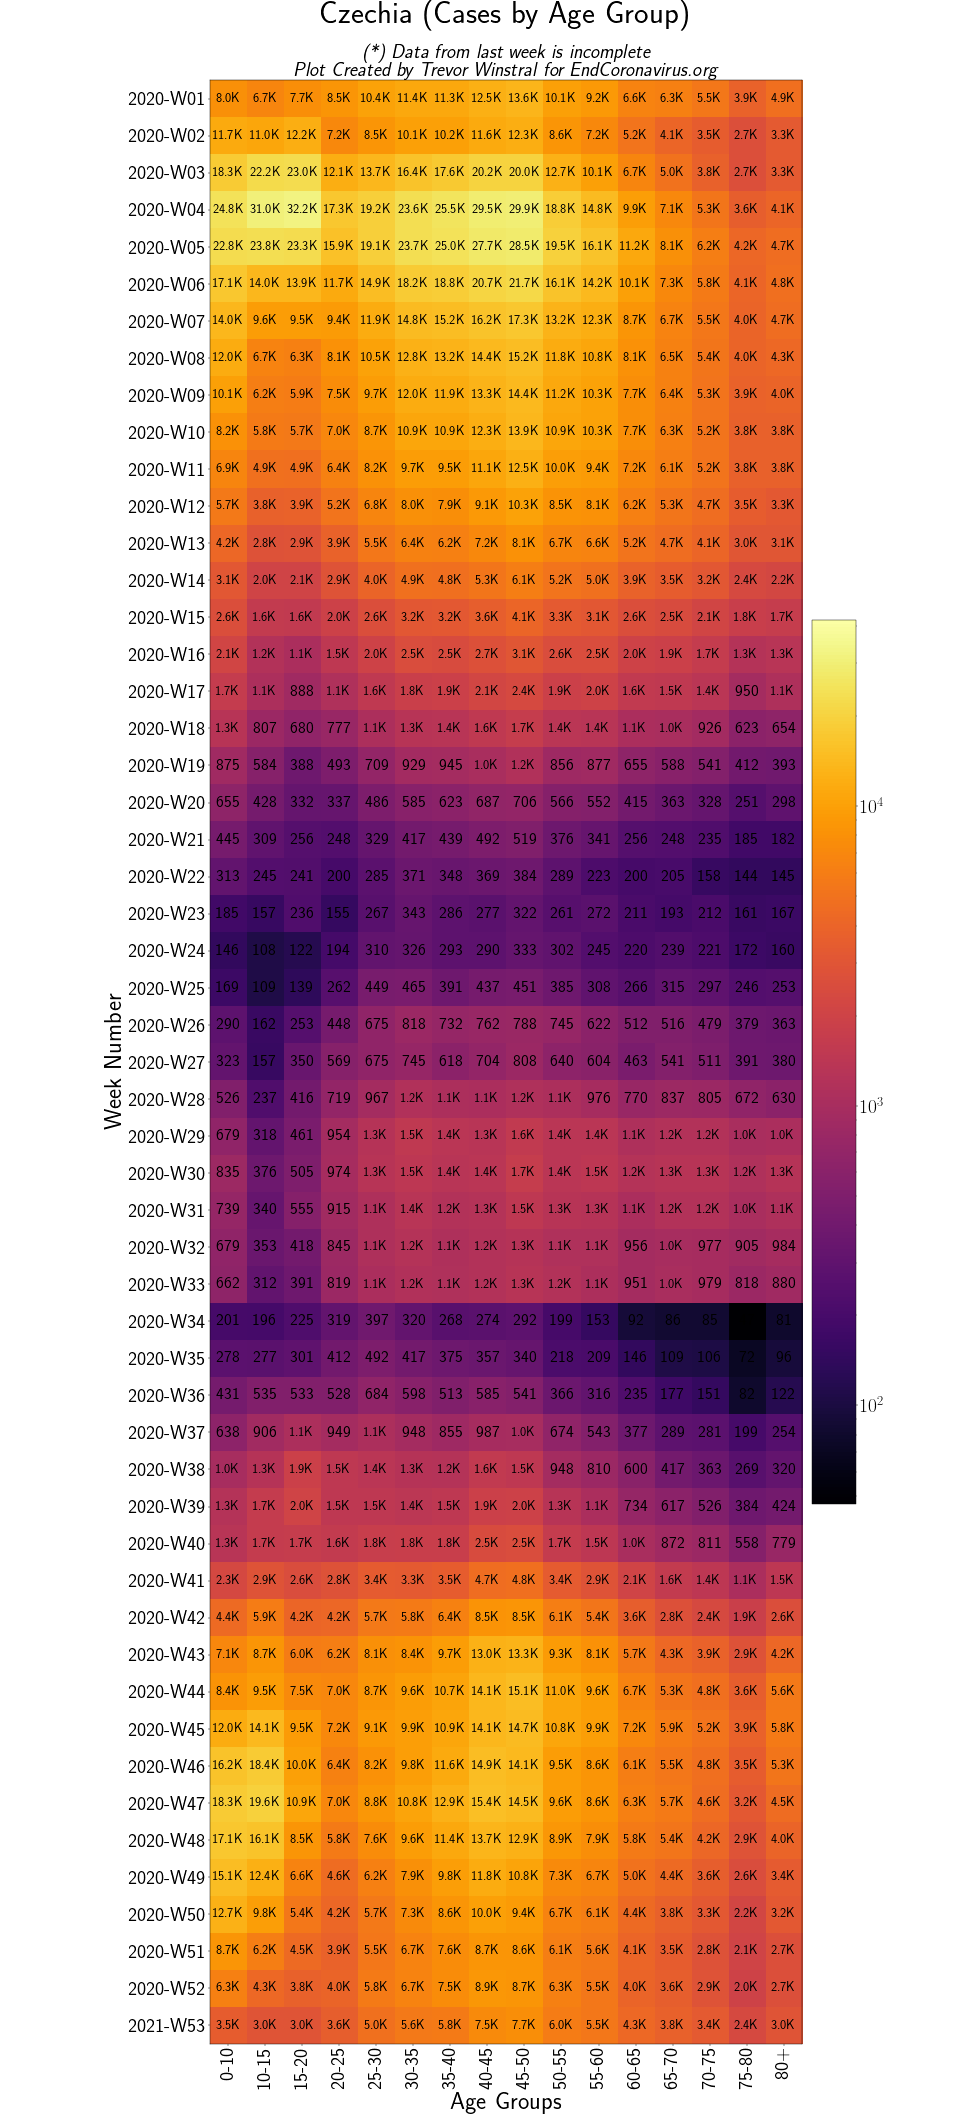 Czechia (Cases by Age Group)
(*) Data from last week is incomplete
Plot Created by Trevor Winstral for EndCoronavirus.org
2020-W01 8.0K 6.7K 7.7K 8.5K 10.4K 11.4K 11.3K 12.5K 13.6K 10.1K 9.2K 6.6K 6.3K 5.5K 3.9K 4.9K
2020-W02 11.7K 11.0K 12.2K 7.2K 8.5K 10.1K 10.2K 11.6K 12.3K 8.6K 7.2K 5.2K 4.1K 3.5K 2.7K 3.3K
2020-W03 18.3K 22.2K 23.0K 12.1K 13.7K 16.4K 17.6K 20.2K 20.0K 12.7K 10.1K 6.7K 5.0K 3.8K 2.7K 3.3K
2020-W04 24.8K 31.0K 32.2K 17.3K 19.2K 23.6K 25.5K 29.5K 29.9K 18.8K 14.8K 9.9K 7.1K 5.3K 3.6K 4.1K
2020-W05 22.8K 23.8K 23.3K 15.9K 19.1K 23.7K 25.0K 27.7K 28.5K 19.5K 16.1K 11.2K 8.1K 6.2K 4.2K 4.7K
2020-W06 17.1K 14.0K 13.9K 11.7K 14.9K 18.2K 18.8K 20.7K 21.7K 16.1K 14.2K 10.1K 7.3K 5.8K 4.1K 4.8K
2020-W07 14.0K 9.6K 9.5K 9.4K 11.9K 14.8K 15.2K 16.2K 17.3K 13.2K 12.3K 8.7K 6.7K 5.5K 4.0K 4.7K
2020-W08 12.0K 6.7K 6.3K 8.1K 10.5K 12.8K 13.2K 14.4K 15.2K 11.8K 10.8K 8.1K 6.5K 5.4K 4.0K 4.3K
2020-W09 10.1K 6.2K 5.9K 7.5K 9.7K 12.0K 11.9K 13.3K 14.4K 11.2K 10.3K 7.7K 6.4K 5.3K 3.9K 4.0K
2020-W10 8.2K 5.8K 5.7K 7.0K 8.7K 10.9K 10.9K 12.3K 13.9K 10.9K 10.3K 7.7K 6.3K 5.2K 3.8K 3.8K
2020-W11 6.9K 4.9K 4.9K 6.4K 8.2K 9.7K 9.5K 11.1K 12.5K 10.0K 9.4K 7.2K 6.1K 5.2K 3.8K 3.8K
2020-W12 5.7K 3.8K 3.9K 5.2K 6.8K 8.0K 7.9K 9.1K 10.3K 8.5K 8.1K 6.2K 5.3K 4.7K 3.5K 3.3K
2020-W13 4.2K 2.8K 2.9K 3.9K 5.5K 6.4K 6.2K 7.2K 8.1K 6.7K 6.6K 5.2K 4.7K 4.1K 3.0K 3.1K
2020-W14 3.1K 2.0K 2.1K 2.9K 4.0K 4.9K 4.8K 5.3K 6.1K 5.2K 5.0K 3.9K 3.5K 3.2K 2.4K 2.2K
2020-W15 2.6K 1.6K 1.6K 2.0K 2.6K 3.2K 3.2K 3.6K 4.1K 3.3K 3.1K 2.6K 2.5K 2.1K 1.8K 1.7K
2020-W16 2.1K 1.2K 1.1K 1.5K 2.0K 2.5K 2.5K 2.7K 3.1K 2.6K 2.5K 2.0K 1.9K 1.7K 1.3K 1.3K
2020-W17 1.7K 1.1K 888 1.1K 1.6K 1.8K 1.9K 2.1K 2.4K 1.9K 2.0K 1.6K 1.5K 1.4K 950 1.1K
2020-W18 1.3K 807 680 777 1.1K 1.3K 1.4K 1.6K 1.7K 1.4K 1.4K 1.1K 1.0K 926 623 654
2020-W19 875 584 388 493 709 929 945 1.0K 1.2K 856 877 655 588 541 412 393
2020-W20 655 428 332 337 486 585 623 687 706 566 552 415 363 328 251 298
2020-W21 445 309 256 248 329 417 439 492 519 376 341 256 248 235 185 182
2020-W22 313 245 241 200 285 371 348 369 384 289 223 200 205 158 144 145
2020-W23 185 157 236 155 267 343 286 277 322 261 272 211 193 212 161 167
2020-W24 146 108 122 194 310 326 293 290 333 302 245 220 239 221 172 160
2020-W25 169 109 139 262 449 465 391 437 451 385 308 266 315 297 246 253
2020-W26 290 162 253 448 675 818 732 762 788 745 622 512 516 479 379 363
2020-W27 323 157 350 569 675 745 618 704 808 640 604 463 541 511 391 380
2020-W28 526 237 416 719 967 1.2K 1.1K 1.1K 1.2K 1.1K 976 770 837 805 672 630
2020-W29 679 318 461 954 1.3K 1.5K 1.4K 1.3K 1.6K 1.4K 1.4K 1.1K 1.2K 1.2K 1.0K 1.0K
2020-W30 835 376 505 974 1.3K 1.5K 1.4K 1.4K 1.7K 1.4K 1.5K 1.2K 1.3K 1.3K 1.2K 1.3K
2020-W31 739 340 555 915 1.1K 1.4K 1.2K 1.3K 1.5K 1.3K 1.3K 1.1K 1.2K 1.2K 1.0K 1.1K
2020-W32 679 353 418 845 1.1K 1.2K 1.1K 1.2K 1.3K 1.1K 1.1K 956 1.0K 977 905 984
2020-W33 662 312 391 819 1.1K 1.2K 1.1K 1.2K 1.3K 1.2K 1.1K 951 1.0K 979 818 880
2020-W34 201 196 225 319 397 320 268 274 292 199 153 92 86 85 81
2020-W35 278 277 301 412 492 417 375 357 340 218 209 146 109 106 72 96
2020-W36 431 535 533 528 684 598 513 585 541 366 316 235 177 151 82 122
2020-W37 638 906 1.1K 949 1.1K 948 855 987 1.0K 674 543 377 289 281 199 254
2020-W38 1.0K 1.3K 1.9K 1.5K 1.4K 1.3K 1.2K 1.6K 1.5K 948 810 600 417 363 269 320
2020-W39 1.3K 1.7K 2.0K 1.5K 1.5K 1.4K 1.5K 1.9K 2.0K 1.3K 1.1K 734 617 526 384 424
2020-W40 1.3K 1.7K 1.7K 1.6K 1.8K 1.8K 1.8K 2.5K 2.5K 1.7K 1.5K 1.0K 872 811 558 779
2020-W41 2.3K 2.9K 2.6K 2.8K 3.4K 3.3K 3.5K 4.7K 4.8K 3.4K 2.9K 2.1K 1.6K 1.4K 1.1K 1.5K
2020-W42 4.4K 5.9K 4.2K 4.2K 5.7K 5.8K 6.4K 8.5K 8.5K 6.1K 5.4K 3.6K 2.8K 2.4K 1.9K 2.6K
2020-W43 7.1K 8.7K 6.0K 6.2K 8.1K 8.4K 9.7K 13.0K 13.3K 9.3K 8.1K 5.7K 4.3K 3.9K 2.9K 4.2K
2020-W44 8.4K 9.5K 7.5K 7.0K 8.7K 9.6K 10.7K 14.1K 15.1K 11.0K 9.6K 6.7K 5.3K 4.8K 3.6K 5.6K
2020-W45 12.0K 14.1K 9.5K 7.2K 9.1K 9.9K 10.9K 14.1K 14.7K 10.8K 9.9K 7.2K 5.9K 5.2K 3.9K 5.8K
2020-W46 16.2K 18.4K 10.0K 6.4K 8.2K 9.8K 11.6K 14.9K 14.1K 9.5K 8.6K 6.1K 5.5K 4.8K 3.5K 5.3K
2020-W47 18.3K 19.6K 10.9K 7.0K 8.8K 10.8K 12.9K 15.4K 14.5K 9.6K 8.6K 6.3K 5.7K 4.6K 3.2K 4.5K
2020-W48 17.1K 16.1K 8.5K 5.8K 7.6K 9.6K 11.4K 13.7K 12.9K 8.9K 7.9K 5.8K 5.4K 4.2K 2.9K 4.0K
2020-W49 15.1K 12.4K 6.6K 4.6K 6.2K 7.9K 9.8K 11.8K 10.8K 7.3K 6.7K 5.0K 4.4K 3.6K 2.6K 3.4K
2020-W50 12.7K 9.8K 5.4K 4.2K 5.7K 7.3K 8.6K 10.0K 9.4K 6.7K 6.1K 4.4K 3.8K 3.3K 2.2K 3.2K
2020-W51 8.7K 6.2K 4.5K 3.9K 5.5K 6.7K 7.6K 8.7K 8.6K 6.1K 5.6K 4.1K 3.5K 2.8K 2.1K 2.7K
2020-W52 6.3K 4.3K 3.8K 4.0K 5.8K 6.7K 7.5K 8.9K 8.7K 6.3K 5.5K 4.0K 3.6K 2.9K 2.0K 2.7K
2021-W53 3.5K 3.0K 3.0K 3.6K 5.0K 5.6K 5.8K 7.5K 7.7K 6.0K 5.5K 4.3K 3.8K 3.4K 2.4K 3.0K
0-10 10-15 15-20 20-25 25-30 30-35 35-40 40-45 45-50 50-55 55-60 60-65 65-70 70-75 75-80 80+
Age Groups
Week Number
10^4
10^3
10^2